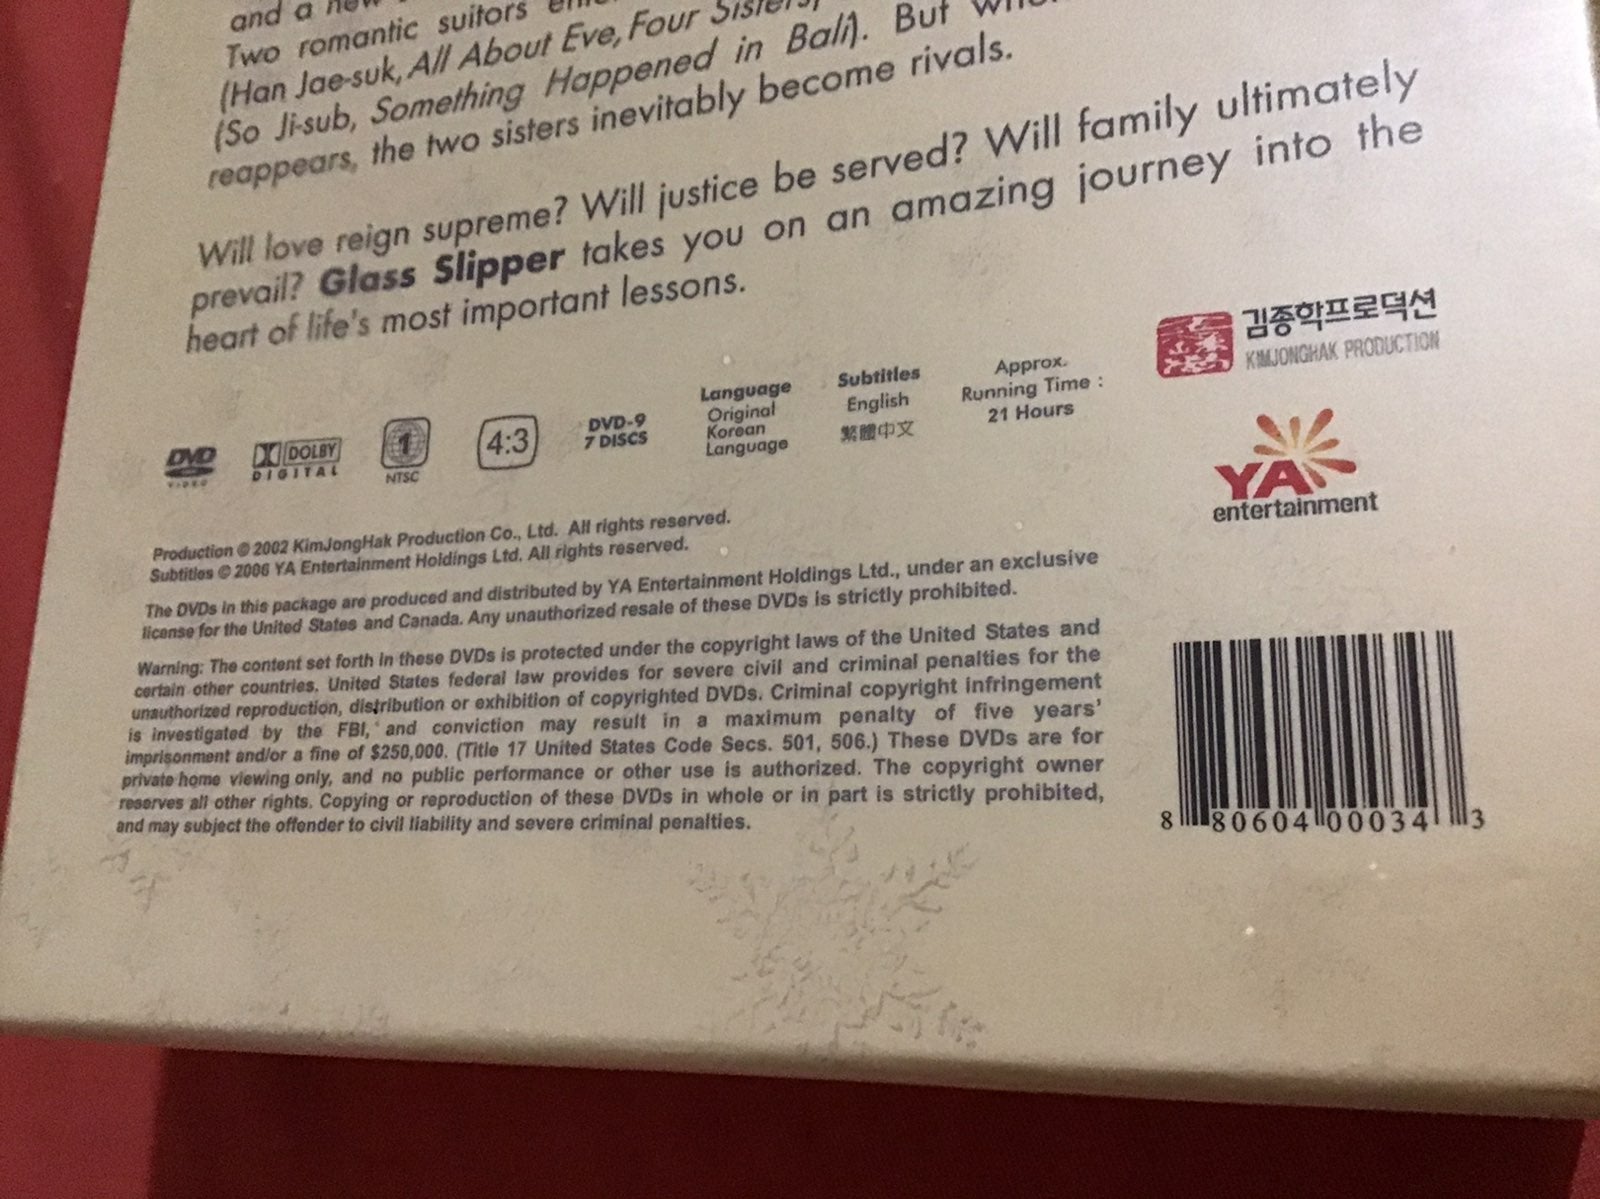 and a new
Two romantic suitors
(Han Jae-suk, All About Eve, Four Sisters,
(So Ji-sub, Something Happened in Bali). But
reappears, the two sisters inevitably become rivals.
Will love reign supreme? Will justice be served? Will family ultimately
prevail? Glass Slipper takes you on an amazing journey into the
heart of life's most important lessons.
DVD
VIDEO
DOLBY
DIGITAL
1
NTSC
4:3
DVD-9
7 DISCS
Language
Original
Korean
Language
Subtitles
English
繁體中文
Approx.
Running Time :
21 Hours
김종학프로덕션
KIMJONGHAK PRODUCTION
YA
entertainment
Production © 2002 KimJongHak Production Co., Ltd. All rights reserved.
Subtitles © 2006 YA Entertainment Holdings Ltd. All rights reserved.
The DVDs in this package are produced and distributed by YA Entertainment Holdings Ltd., under an exclusive
license for the United States and Canada. Any unauthorized resale of these DVDs is strictly prohibited.
Warning: The content set forth in these DVDs is protected under the copyright laws of the United States and
certain other countries. United States federal law provides for severe civil and criminal penalties for the
unauthorized reproduction, distribution or exhibition of copyrighted DVDs. Criminal copyright infringement
is investigated by the FBI, and conviction may result in a maximum penalty of five years'
imprisonment and/or a fine of $250,000. (Title 17 United States Code Secs. 501, 506.) These DVDs are for
private home viewing only, and no public performance or other use is authorized. The copyright owner
reserves all other rights. Copying or reproduction of these DVDs in whole or in part is strictly prohibited,
and may subject the offender to civil liability and severe criminal penalties.
8 80604 00034 3